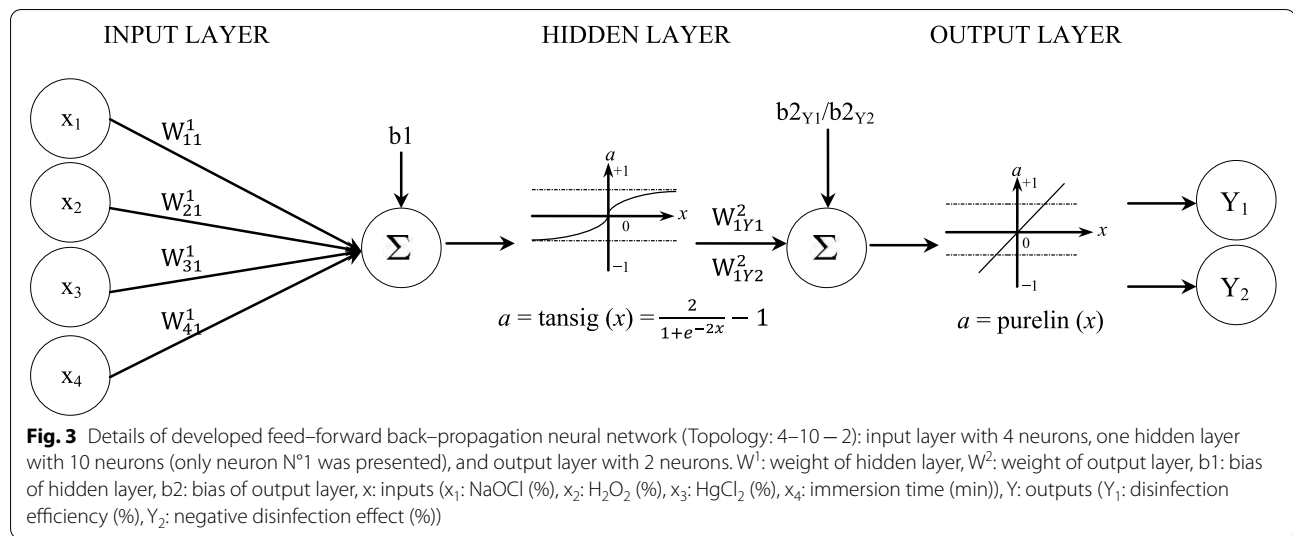 INPUT LAYER
HIDDEN LAYER
OUTPUT LAYER
x₁
x₂
x₃
x₄
W¹₁₁
W¹₂₁
W¹₃₁
W¹₄₁
b1
Σ
a
+1
x
0
−1
a = tansig (x) = 2/(1+e^(−2x)) − 1
W²₁Y₁
W²₁Y₂
b2Y1/b2Y2
Σ
a
+1
x
0
−1
a = purelin (x)
Y₁
Y₂
Fig. 3 Details of developed feed–forward back–propagation neural network (Topology: 4–10 − 2): input layer with 4 neurons, one hidden layer
with 10 neurons (only neuron N°1 was presented), and output layer with 2 neurons. W¹: weight of hidden layer, W²: weight of output layer, b1: bias
of hidden layer, b2: bias of output layer, x: inputs (x₁: NaOCl (%), x₂: H₂O₂ (%), x₃: HgCl₂ (%), x₄: immersion time (min)), Y: outputs (Y₁: disinfection
efficiency (%), Y₂: negative disinfection effect (%))